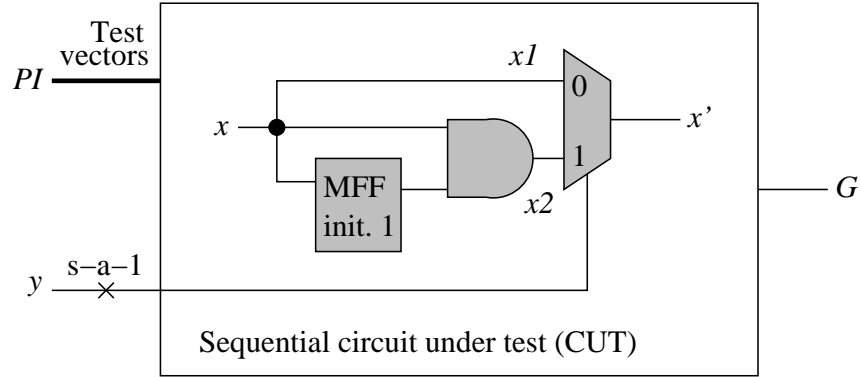 Test
vectors
PI
x1
0
x
x'
MFF
init. 1
1
x2
G
s-a-1
y
Sequential circuit under test (CUT)